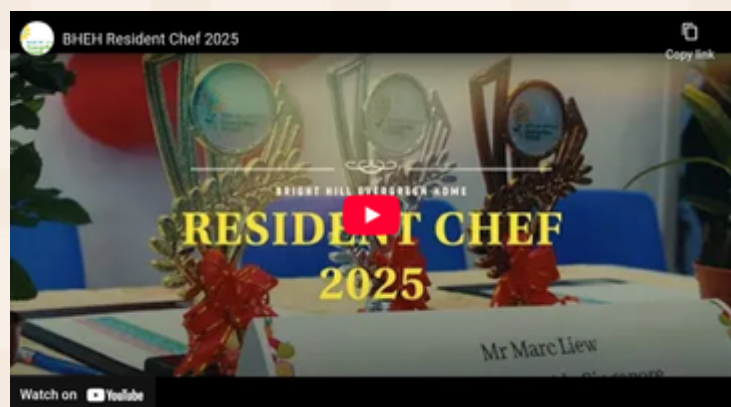 BHEH Resident Chef 2025
Copy link
BRIGHT HILL EVERGREEN HOME
RESIDENT CHEF
2025
Mr Marc Liew
Singapore
Watch on YouTube